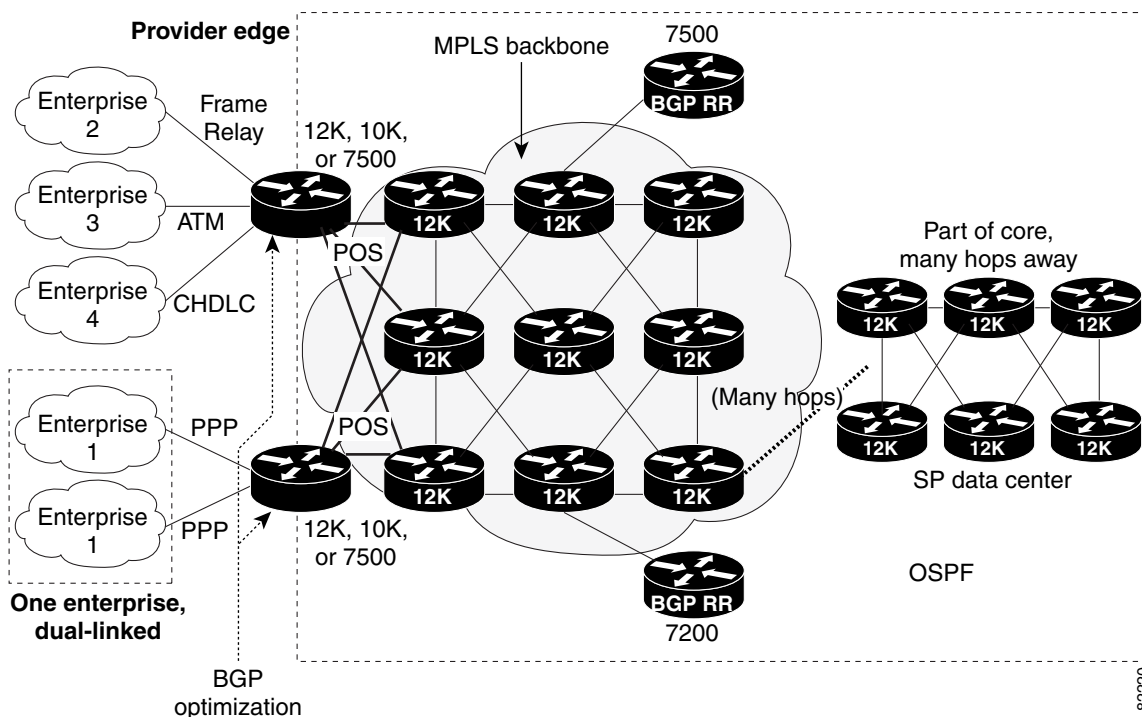 Provider edge
MPLS backbone
7500
BGP RR
Enterprise
2
Frame
Relay
12K, 10K,
or 7500
Enterprise
3
ATM
POS
12K
12K
12K
Part of core,
many hops away
Enterprise
4
CHDLC
12K
12K
12K
12K
12K
12K
(Many hops)
Enterprise
1
PPP
POS
12K
12K
12K
12K
12K
12K
SP data center
Enterprise
1
PPP
12K, 10K,
or 7500
BGP RR
7200
OSPF
One enterprise,
dual-linked
BGP
optimization